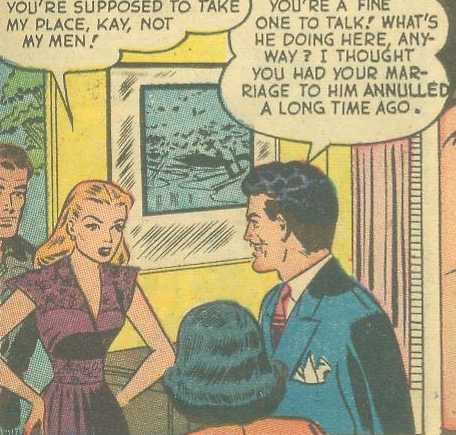 YOU'RE SUPPOSED TO TAKE
MY PLACE, KAY, NOT
MY MEN!
YOU'RE A FINE
ONE TO TALK! WHAT'S
HE DOING HERE, ANY-
WAY? I THOUGHT
YOU HAD YOUR MAR-
RIAGE TO HIM ANNULLED
A LONG TIME AGO.